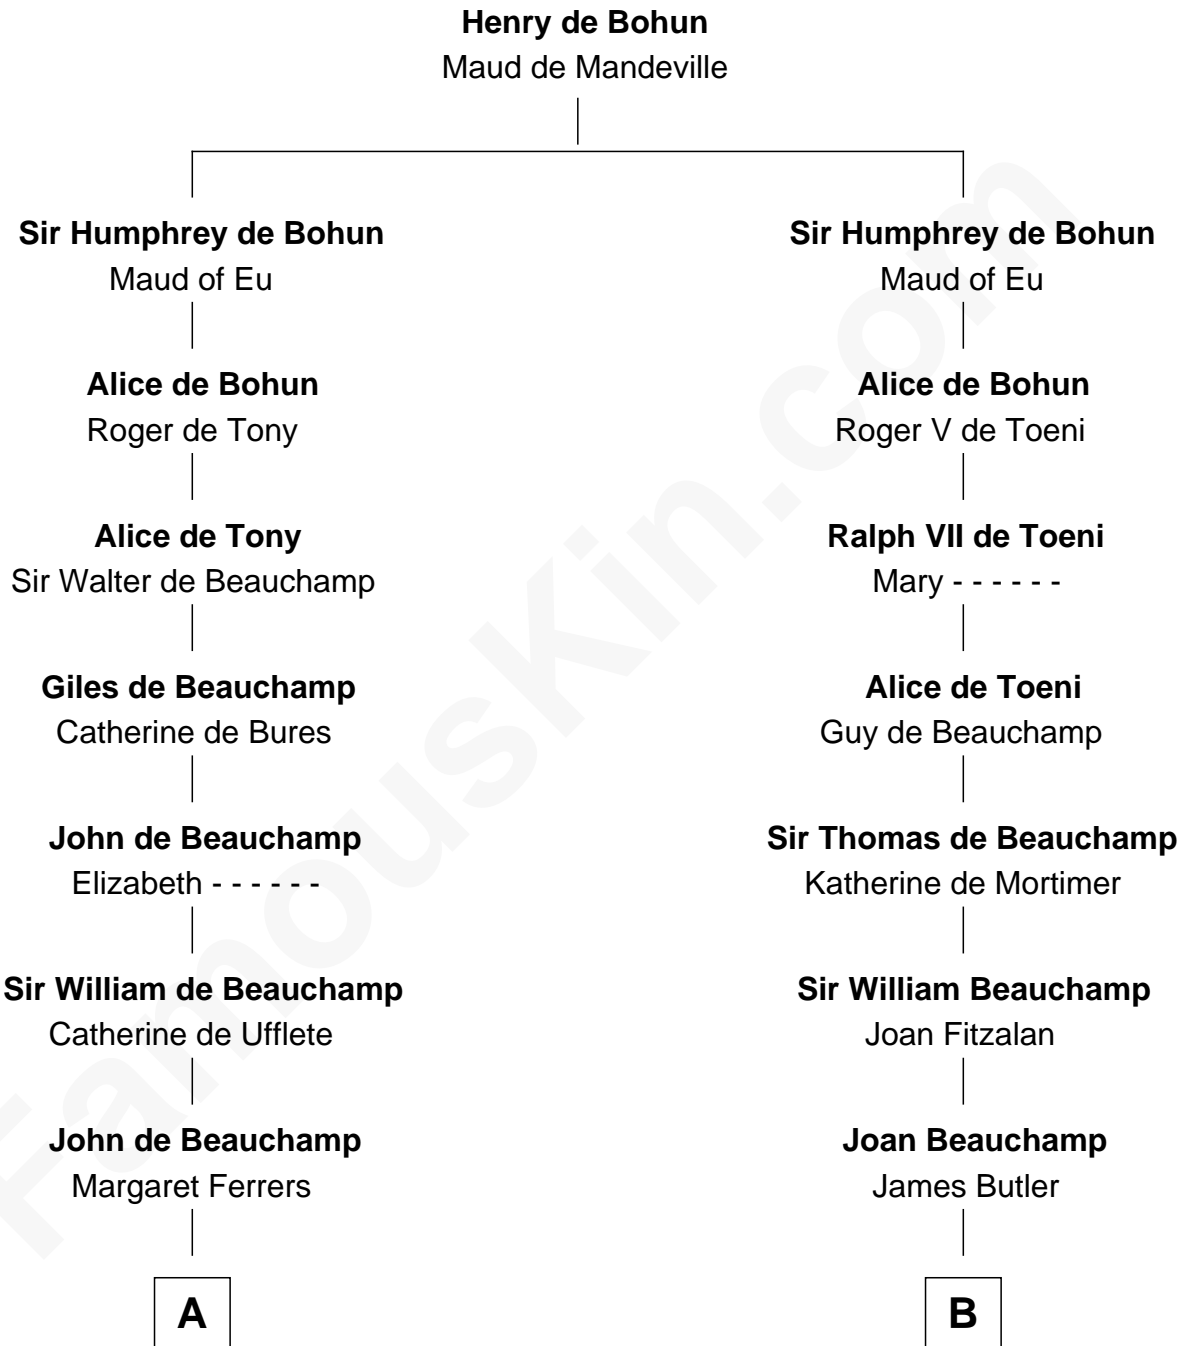 Henry de Bohun
Maud de Mandeville
Sir Humphrey de Bohun
Maud of Eu
Sir Humphrey de Bohun
Maud of Eu
Alice de Bohun
Roger de Tony
Alice de Bohun
Roger V de Toeni
Alice de Tony
Sir Walter de Beauchamp
Ralph VII de Toeni
Mary - - - - - -
Giles de Beauchamp
Catherine de Bures
Alice de Toeni
Guy de Beauchamp
John de Beauchamp
Elizabeth - - - - - -
Sir Thomas de Beauchamp
Katherine de Mortimer
Sir William de Beauchamp
Catherine de Ufflete
Sir William Beauchamp
Joan Fitzalan
John de Beauchamp
Margaret Ferrers
Joan Beauchamp
James Butler
A
B
FamousKin.com